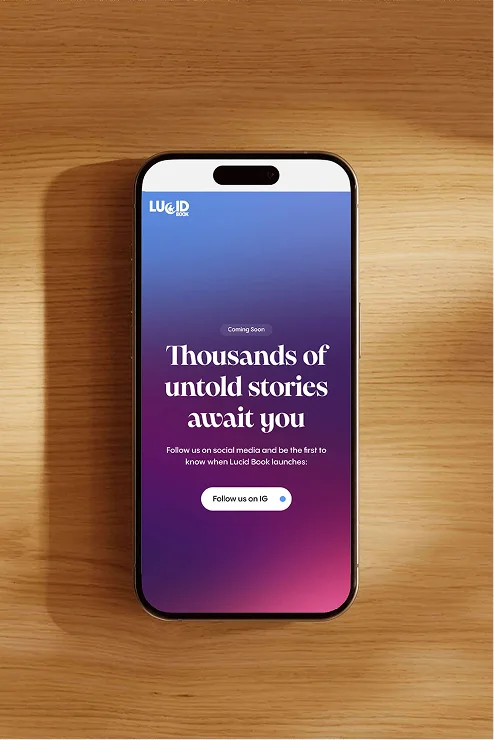 LUCID
BOOK
Coming Soon
Thousands of
untold stories
await you
Follow us on social media and be the first to
know when Lucid Book launches:
Follow us on IG